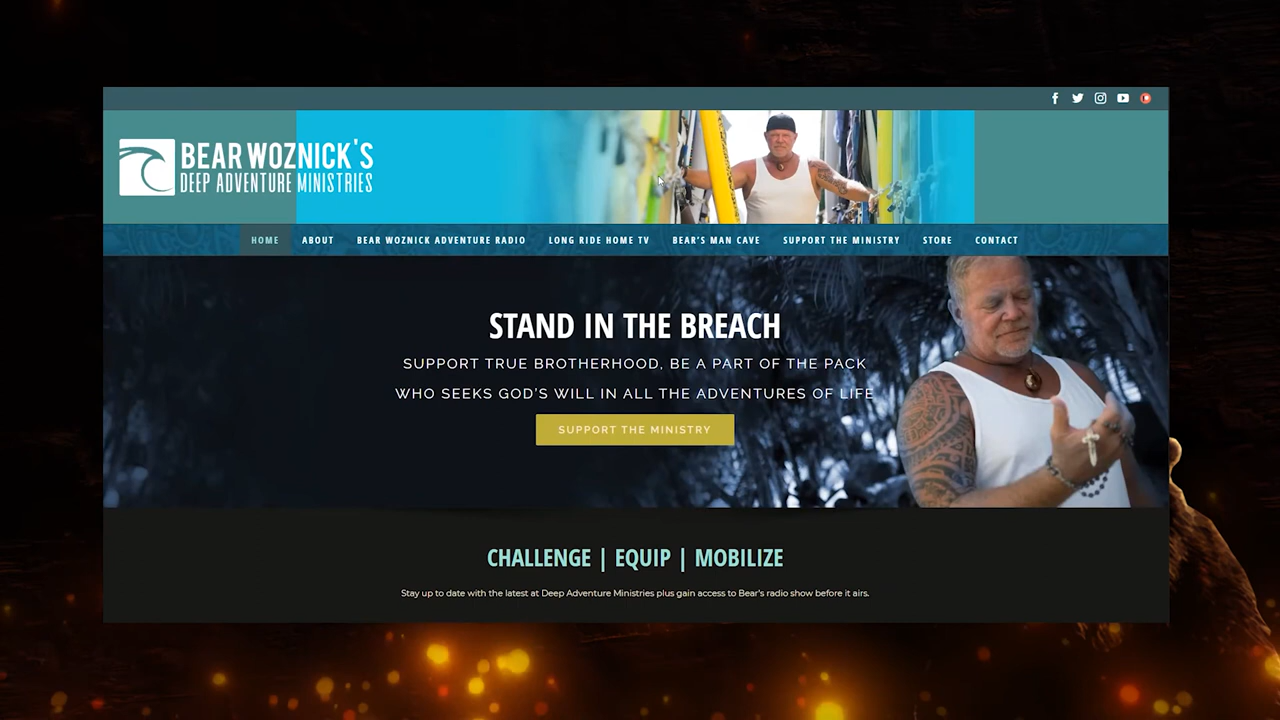 BEAR WOZNICK'S
DEEP ADVENTURE MINISTRIES
HOME ABOUT BEAR WOZNICK ADVENTURE RADIO LONG RIDE HOME TV BEAR'S MAN CAVE SUPPORT THE MINISTRY STORE CONTACT
STAND IN THE BREACH
SUPPORT TRUE BROTHERHOOD, BE A PART OF THE PACK
WHO SEEKS GOD'S WILL IN ALL THE ADVENTURES OF LIFE
SUPPORT THE MINISTRY
CHALLENGE | EQUIP | MOBILIZE
Stay up to date with the latest at Deep Adventure Ministries plus gain access to Bear's radio show before it airs.